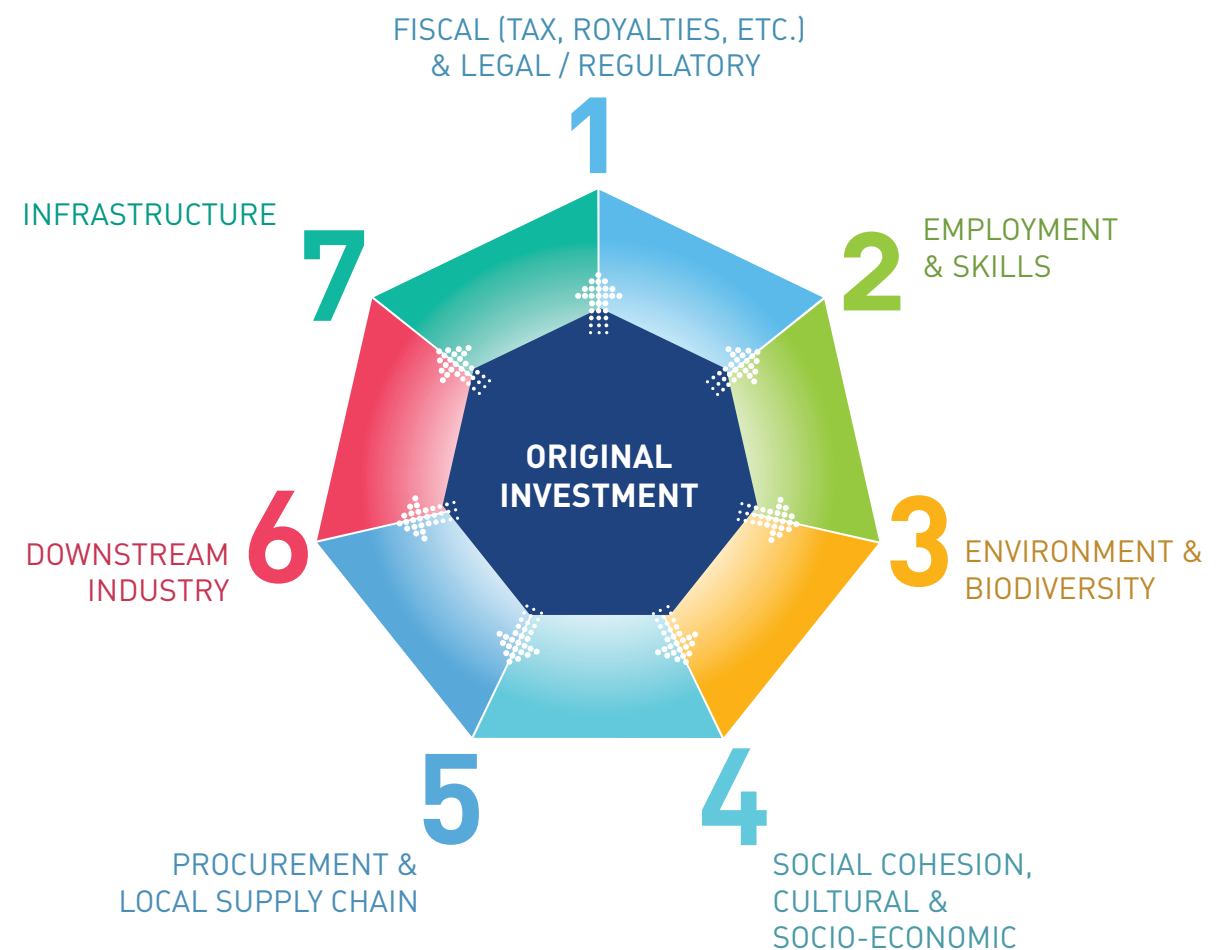 FISCAL (TAX, ROYALTIES, ETC.)
& LEGAL / REGULATORY
1
EMPLOYMENT
& SKILLS
2
ENVIRONMENT &
BIODIVERSITY
3
SOCIAL COHESION,
CULTURAL &
SOCIO-ECONOMIC
4
PROCUREMENT &
LOCAL SUPPLY CHAIN
5
DOWNSTREAM
INDUSTRY
6
INFRASTRUCTURE
7
ORIGINAL
INVESTMENT